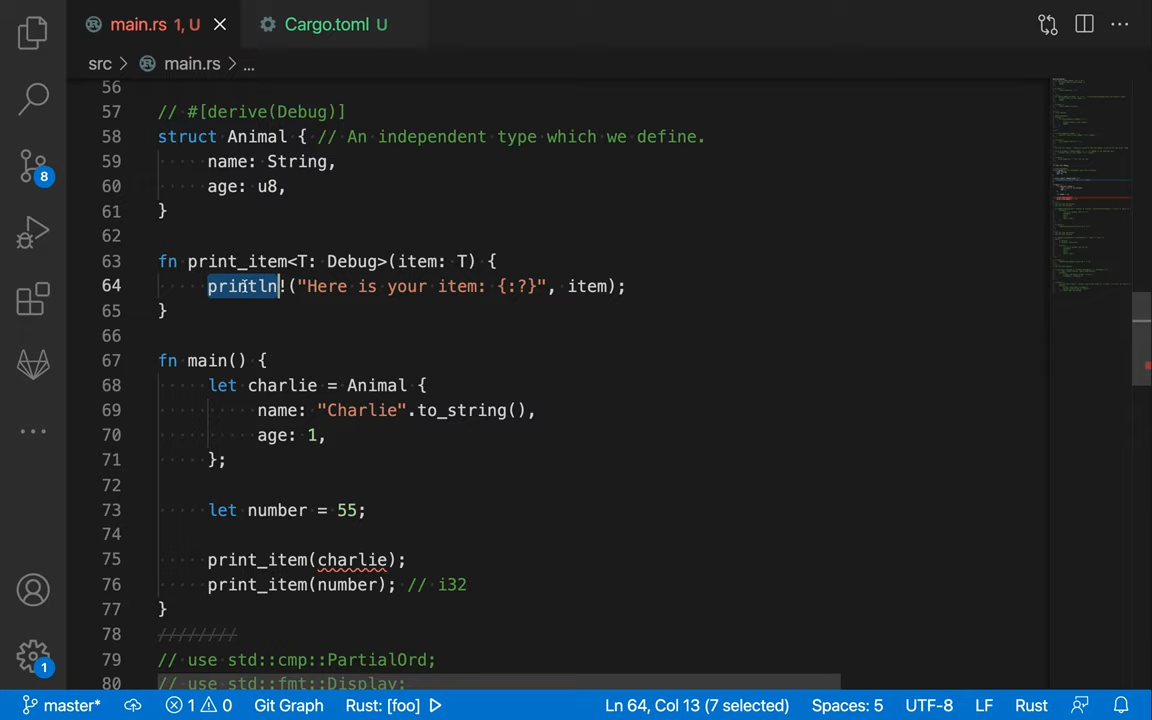 main.rs 1, U
Cargo.toml U
src > main.rs > ...
56
57 // #[derive(Debug)]
58 struct Animal { // An independent type which we define.
59 name: String,
60 age: u8,
61 }
62
63 fn print_item<T: Debug>(item: T) {
64 println!("Here is your item: {:?}", item);
65 }
66
67 fn main() {
68 let charlie = Animal {
69 name: "Charlie".to_string(),
70 age: 1,
71 };
72
73 let number = 55;
74
75 print_item(charlie);
76 print_item(number); // i32
77 }
78 ////////
79 // use std::cmp::PartialOrd;
80 // use std::fmt::Display;
8
1
master* 1 0 Git Graph Rust: [foo] Ln 64, Col 13 (7 selected) Spaces: 5 UTF-8 LF Rust